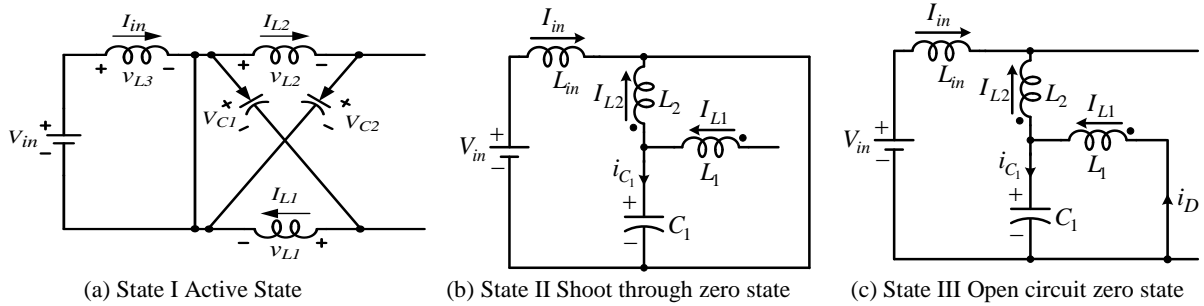 I_in
I_L2
+ v_L3 −
+ v_L2 −
V_in + −
V_C1 + −
+ V_C2 −
I_L1
− v_L1 +
(a) State I Active State
I_in
L_in
I_L2
L_2
I_L1
L_1
V_in + −
i_C1
+ − C_1
(b) State II Shoot through zero state
I_in
L_in
I_L2
L_2
I_L1
L_1
V_in + −
i_C1
+ − C_1
i_D
(c) State III Open circuit zero state